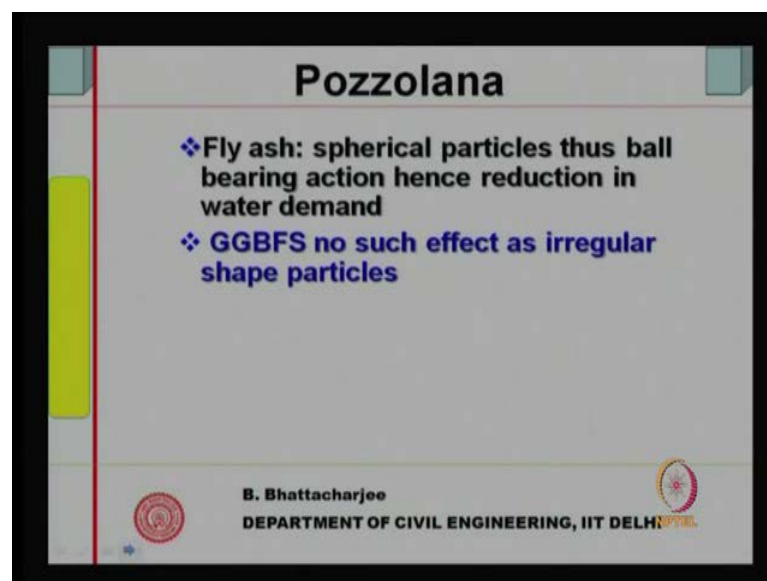 Pozzolana
❖Fly ash: spherical particles thus ball
bearing action hence reduction in
water demand
❖ GGBFS no such effect as irregular
shape particles
B. Bhattacharjee
DEPARTMENT OF CIVIL ENGINEERING, IIT DELHI
NPTEL